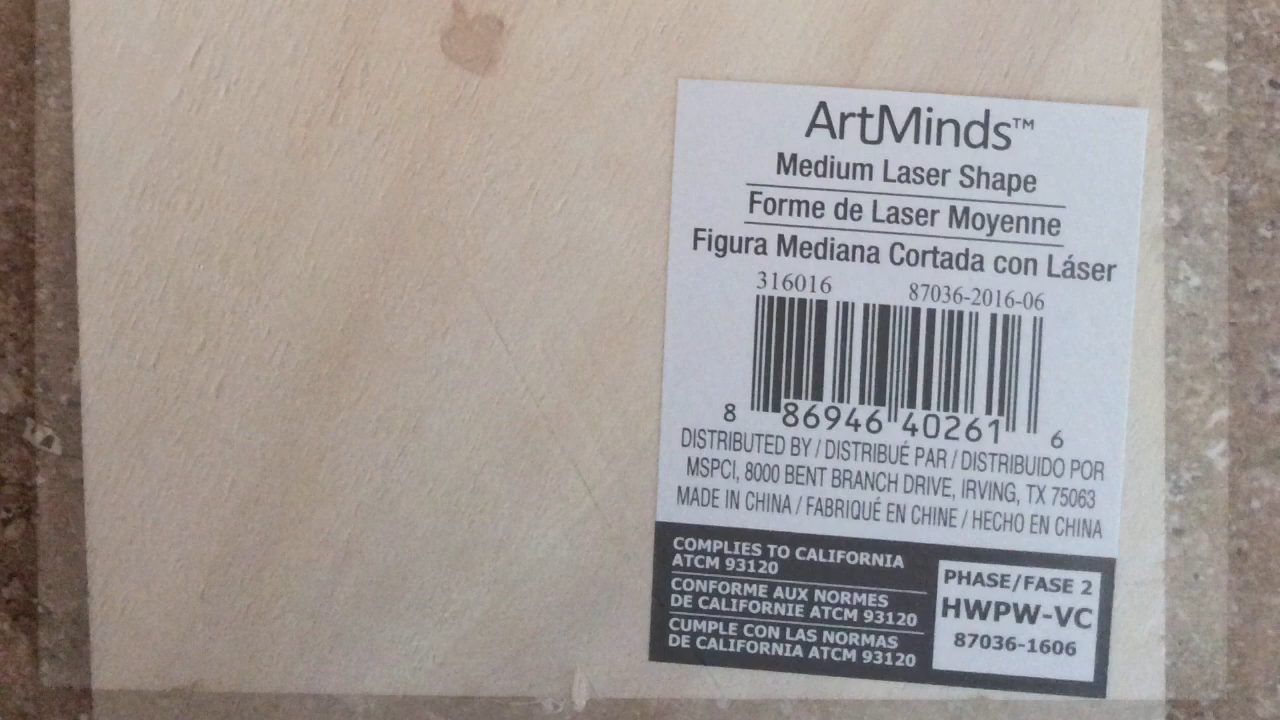 ArtMinds™
Medium Laser Shape
Forme de Laser Moyenne
Figura Mediana Cortada con Láser
316016 87036-2016-06
8 86946 40261 6
DISTRIBUTED BY / DISTRIBUÉ PAR / DISTRIBUIDO POR
MSPCI, 8000 BENT BRANCH DRIVE, IRVING, TX 75063
MADE IN CHINA / FABRIQUÉ EN CHINE / HECHO EN CHINA
COMPLIES TO CALIFORNIA
ATCM 93120
CONFORME AUX NORMES
DE CALIFORNIE ATCM 93120
CUMPLE CON LAS NORMAS
DE CALIFORNIA ATCM 93120
PHASE/FASE 2
HWPW-VC
87036-1606